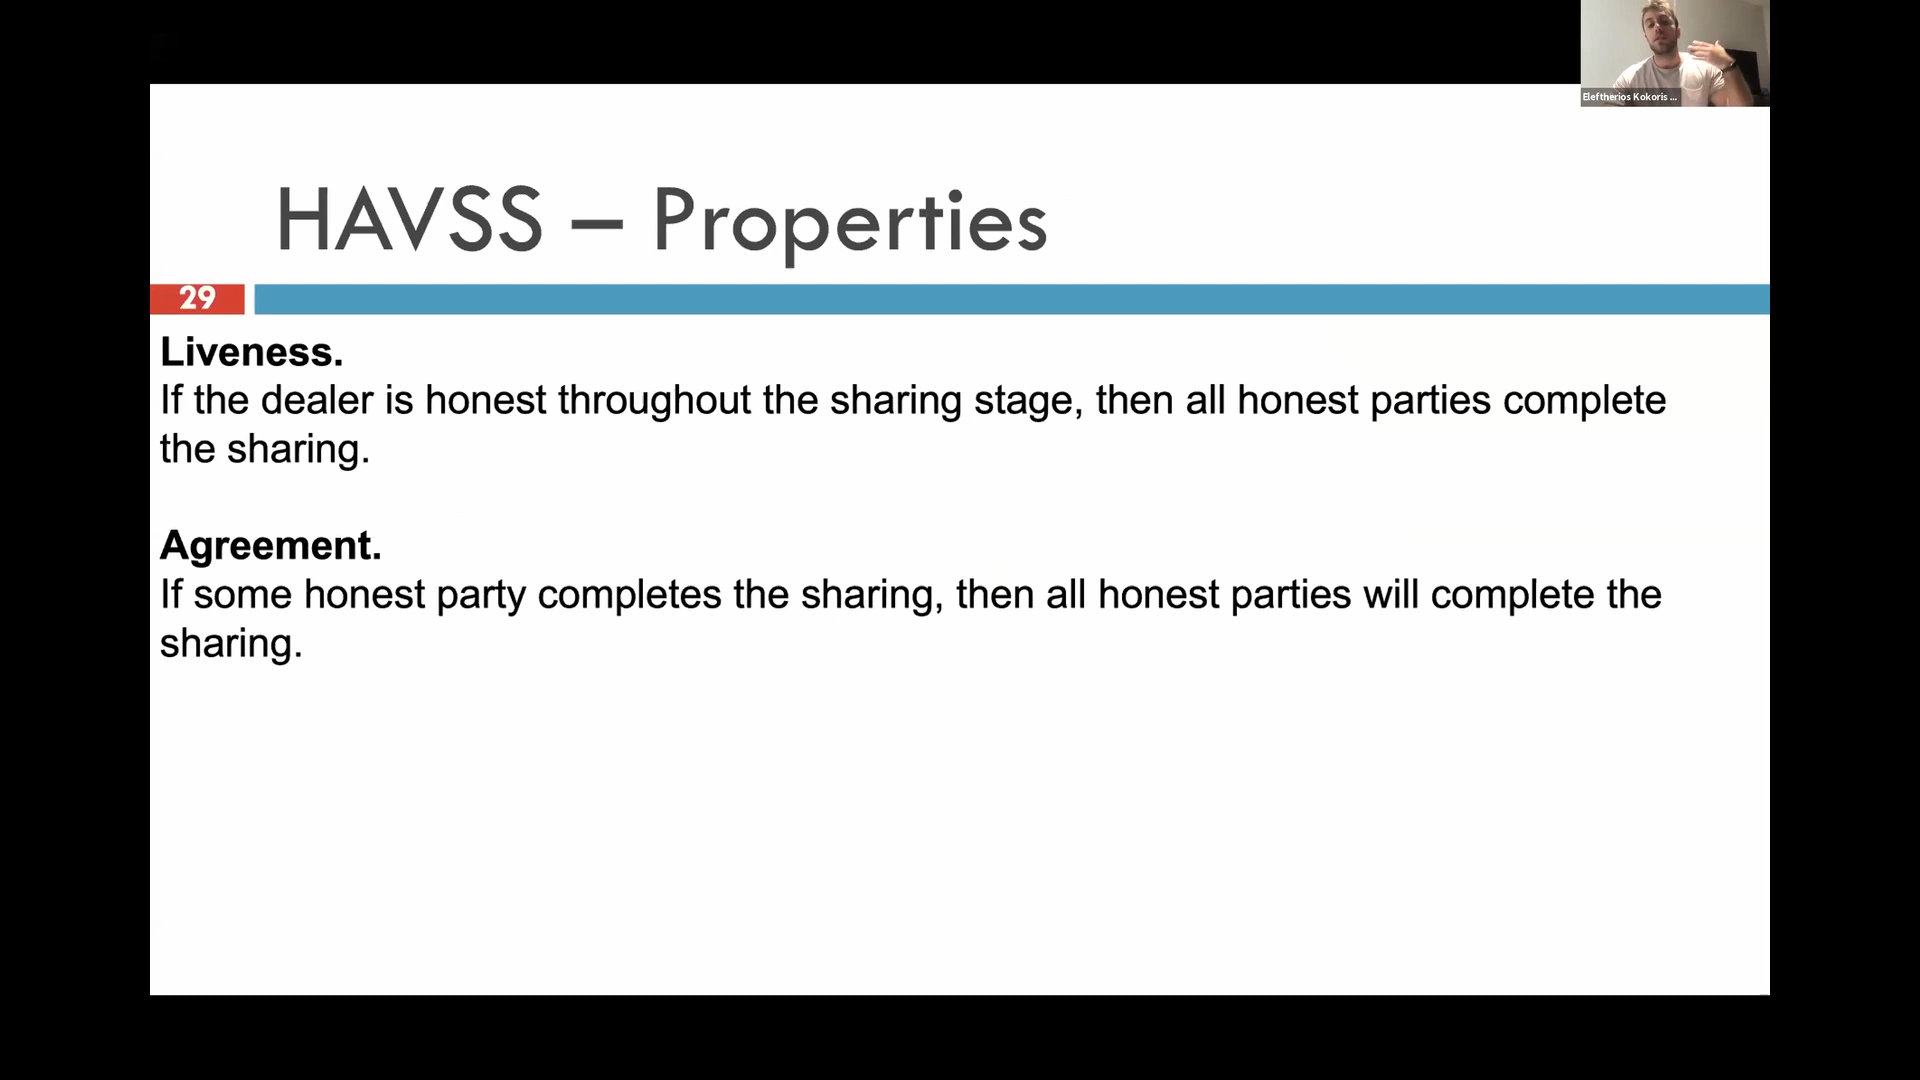 Eleftherios Kokoris ...
HAVSS – Properties
29
Liveness.
If the dealer is honest throughout the sharing stage, then all honest parties complete
the sharing.
Agreement.
If some honest party completes the sharing, then all honest parties will complete the
sharing.